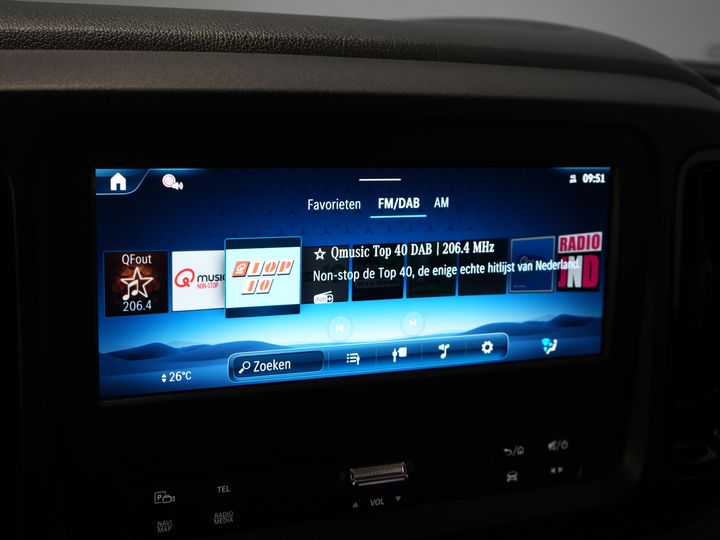 09:51
Favorieten FM/DAB AM
QFout
206.4
Q music
NON-STOP
TOP
40
Qmusic Top 40 DAB | 206.4 MHz
Non-stop de Top 40, de enige echte hitlijst van Nederland.
RADIO
ND
Zoeken
26°C
P
TEL
NAVI
MAP
RADIO
MEDIA
VOL